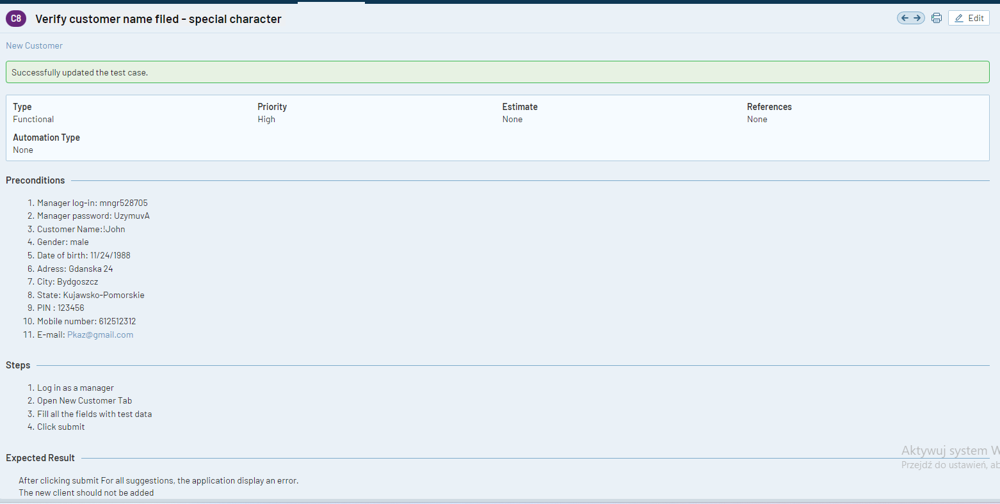 C8 Verify customer name filed - special character
Edit
New Customer
Successfully updated the test case.
Type Priority Estimate References
Functional High None None
Automation Type
None
Preconditions
1. Manager log-in: mngr528705
2. Manager password: UzymuvA
3. Customer Name:!John
4. Gender: male
5. Date of birth: 11/24/1988
6. Adress: Gdanska 24
7. City: Bydgoszcz
8. State: Kujawsko-Pomorskie
9. PIN : 123456
10. Mobile number: 612512312
11. E-mail: Pkaz@gmail.com
Steps
1. Log in as a manager
2. Open New Customer Tab
3. Fill all the fields with test data
4. Click submit
Expected Result
After clicking submit For all suggestions, the application display an error.
The new client should not be added
Aktywuj system W
Przejdź do ustawień, ab